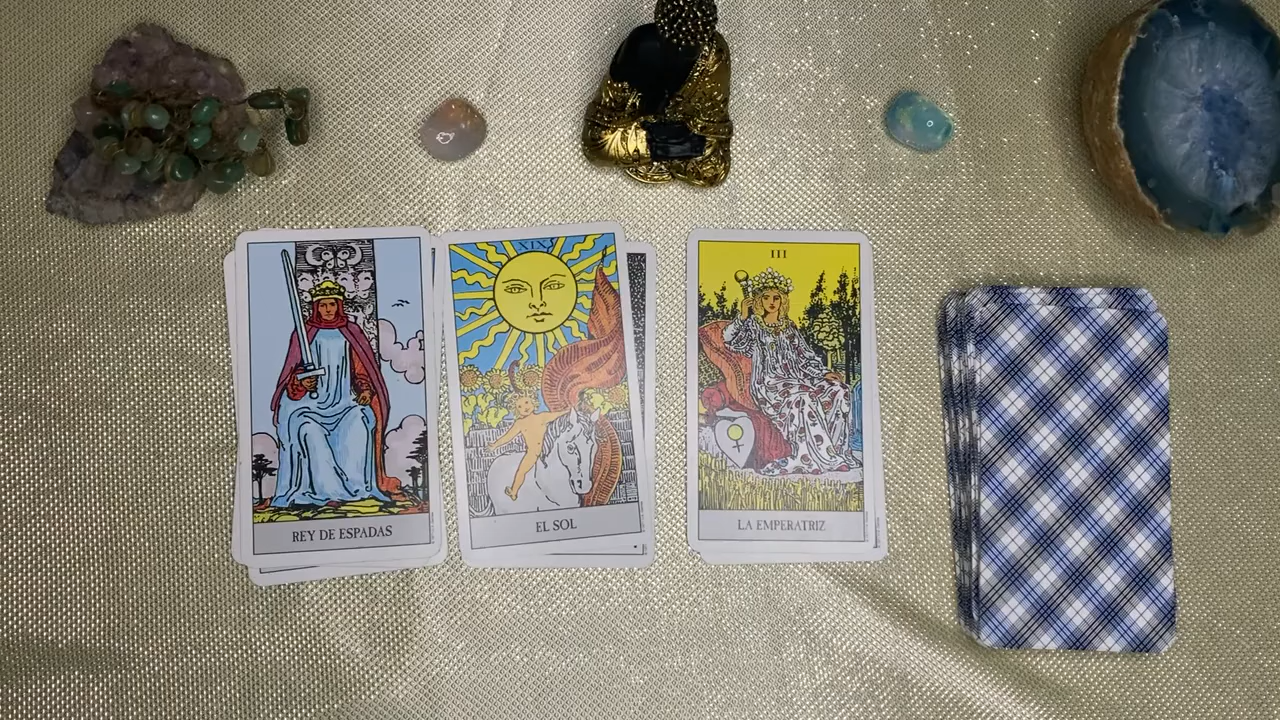 REY DE ESPADAS
XIX
EL SOL
III
LA EMPERATRIZ